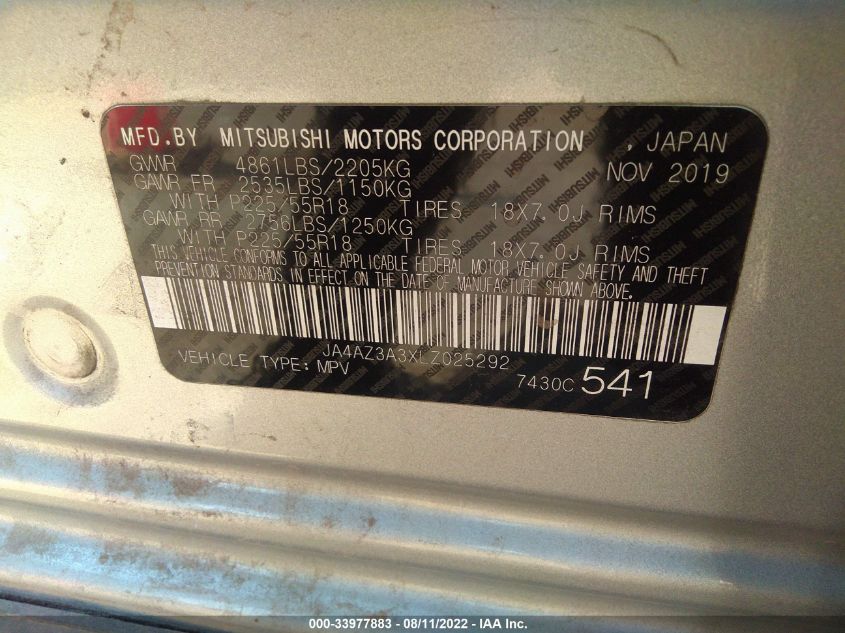 MFD.BY MITSUBISHI MOTORS CORPORATION , JAPAN
GVWR 4861LBS/2205KG NOV 2019
GAWR FR 2535LBS/1150KG
WITH P225/55R18 TIRES 18X7.0J RIMS
GAWR RR 2756LBS/1250KG
WITH P225/55R18 TIRES 18X7.0J RIMS
THIS VEHICLE CONFORMS TO ALL APPLICABLE FEDERAL MOTOR VEHICLE SAFETY AND THEFT
PREVENTION STANDARDS IN EFFECT ON THE DATE OF MANUFACTURE SHOWN ABOVE.
JA4AZ3A3XLZ025292
VEHICLE TYPE: MPV 7430C 541
000-33977883 - 08/11/2022 - IAA Inc.